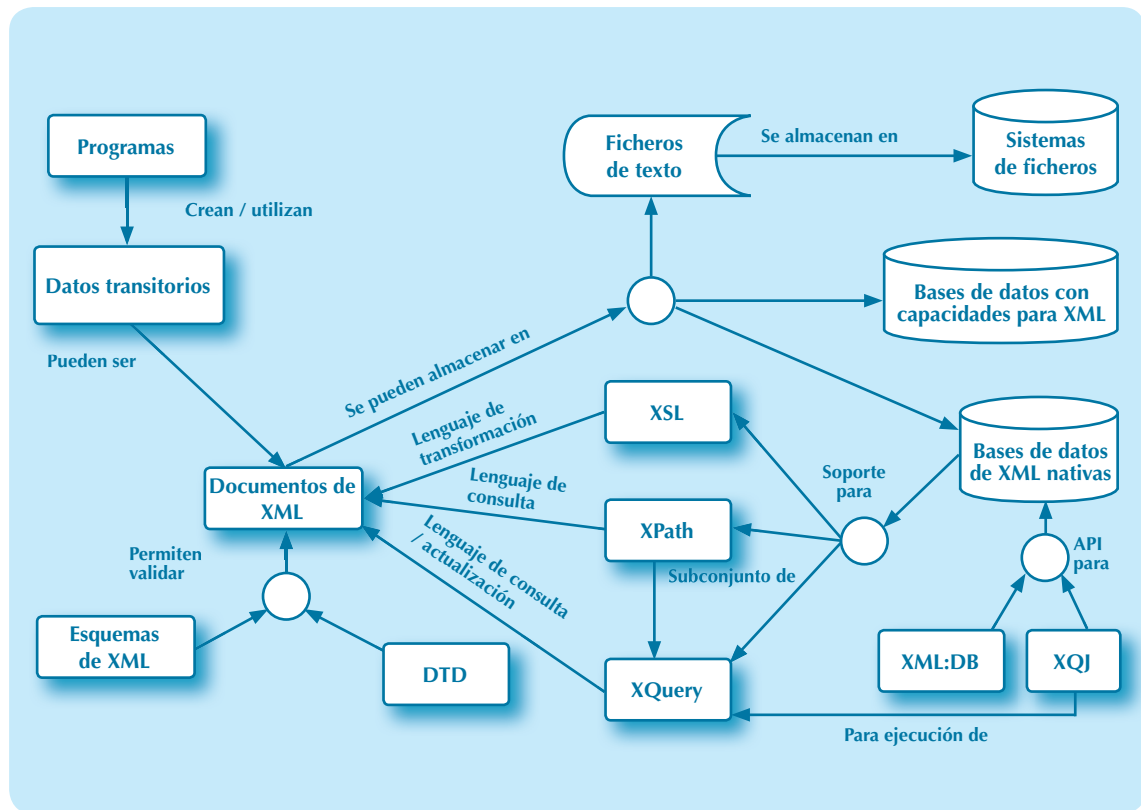 Programas
Crean / utilizan
Datos transitorios
Pueden ser
Ficheros
de texto
Se almacenan en
Sistemas
de ficheros
Bases de datos con
capacidades para XML
Se pueden almacenar en
Lenguaje de
transformación
XSL
Bases de datos
de XML nativas
Soporte
para
Documentos de
XML
Lenguaje de
consulta
XPath
Lenguaje de consulta
/ actualización
Subconjunto de
API
para
Permiten
validar
Esquemas
de XML
DTD
XQuery
XML:DB
XQJ
Para ejecución de